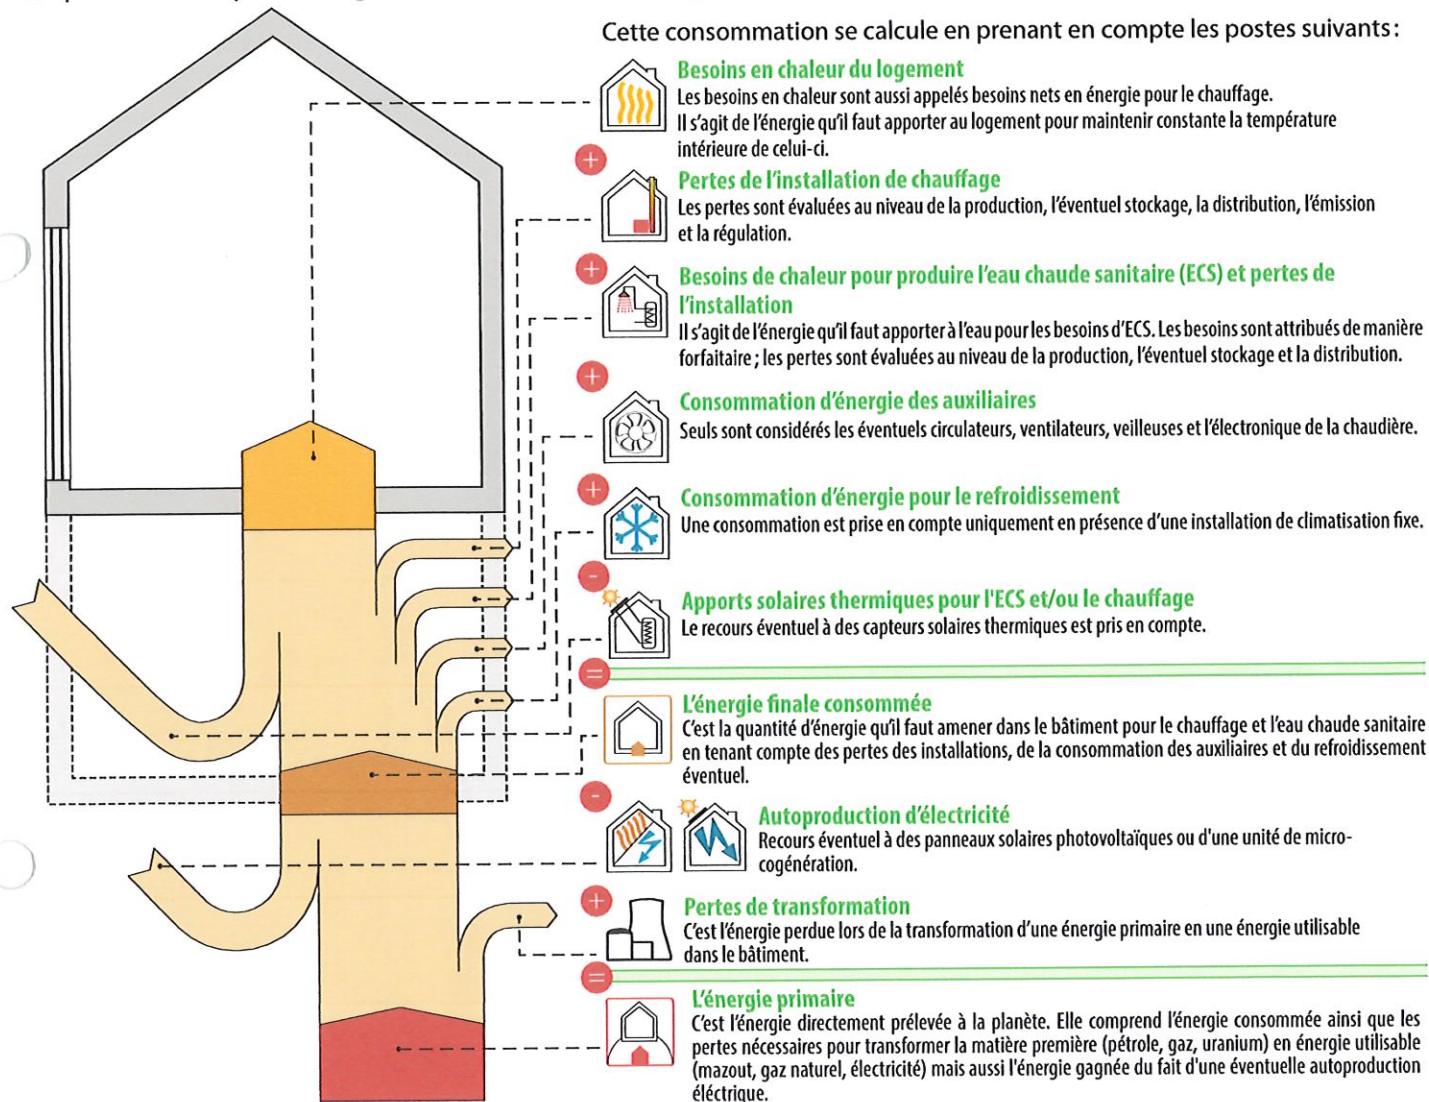 Cette consommation se calcule en prenant en compte les postes suivants :
Besoins en chaleur du logement
Les besoins en chaleur sont aussi appelés besoins nets en énergie pour le chauffage.
Il s'agit de l'énergie qu'il faut apporter au logement pour maintenir constante la température
intérieure de celui-ci.
+
Pertes de l'installation de chauffage
Les pertes sont évaluées au niveau de la production, l'éventuel stockage, la distribution, l'émission
et la régulation.
+
Besoins de chaleur pour produire l'eau chaude sanitaire (ECS) et pertes de
l'installation
Il s'agit de l'énergie qu'il faut apporter à l'eau pour les besoins d'ECS. Les besoins sont attribués de manière
forfaitaire ; les pertes sont évaluées au niveau de la production, l'éventuel stockage et la distribution.
+
Consommation d'énergie des auxiliaires
Seuls sont considérés les éventuels circulateurs, ventilateurs, veilleuses et l'électronique de la chaudière.
+
Consommation d'énergie pour le refroidissement
Une consommation est prise en compte uniquement en présence d'une installation de climatisation fixe.
-
Apports solaires thermiques pour l'ECS et/ou le chauffage
Le recours éventuel à des capteurs solaires thermiques est pris en compte.
=
L'énergie finale consommée
C'est la quantité d'énergie qu'il faut amener dans le bâtiment pour le chauffage et l'eau chaude sanitaire
en tenant compte des pertes des installations, de la consommation des auxiliaires et du refroidissement
éventuel.
-
Autoproduction d'électricité
Recours éventuel à des panneaux solaires photovoltaïques ou d'une unité de micro-
cogénération.
+
Pertes de transformation
C'est l'énergie perdue lors de la transformation d'une énergie primaire en une énergie utilisable
dans le bâtiment.
=
L'énergie primaire
C'est l'énergie directement prélevée à la planète. Elle comprend l'énergie consommée ainsi que les
pertes nécessaires pour transformer la matière première (pétrole, gaz, uranium) en énergie utilisable
(mazout, gaz naturel, électricité) mais aussi l'énergie gagnée du fait d'une éventuelle autoproduction
éléctrique.